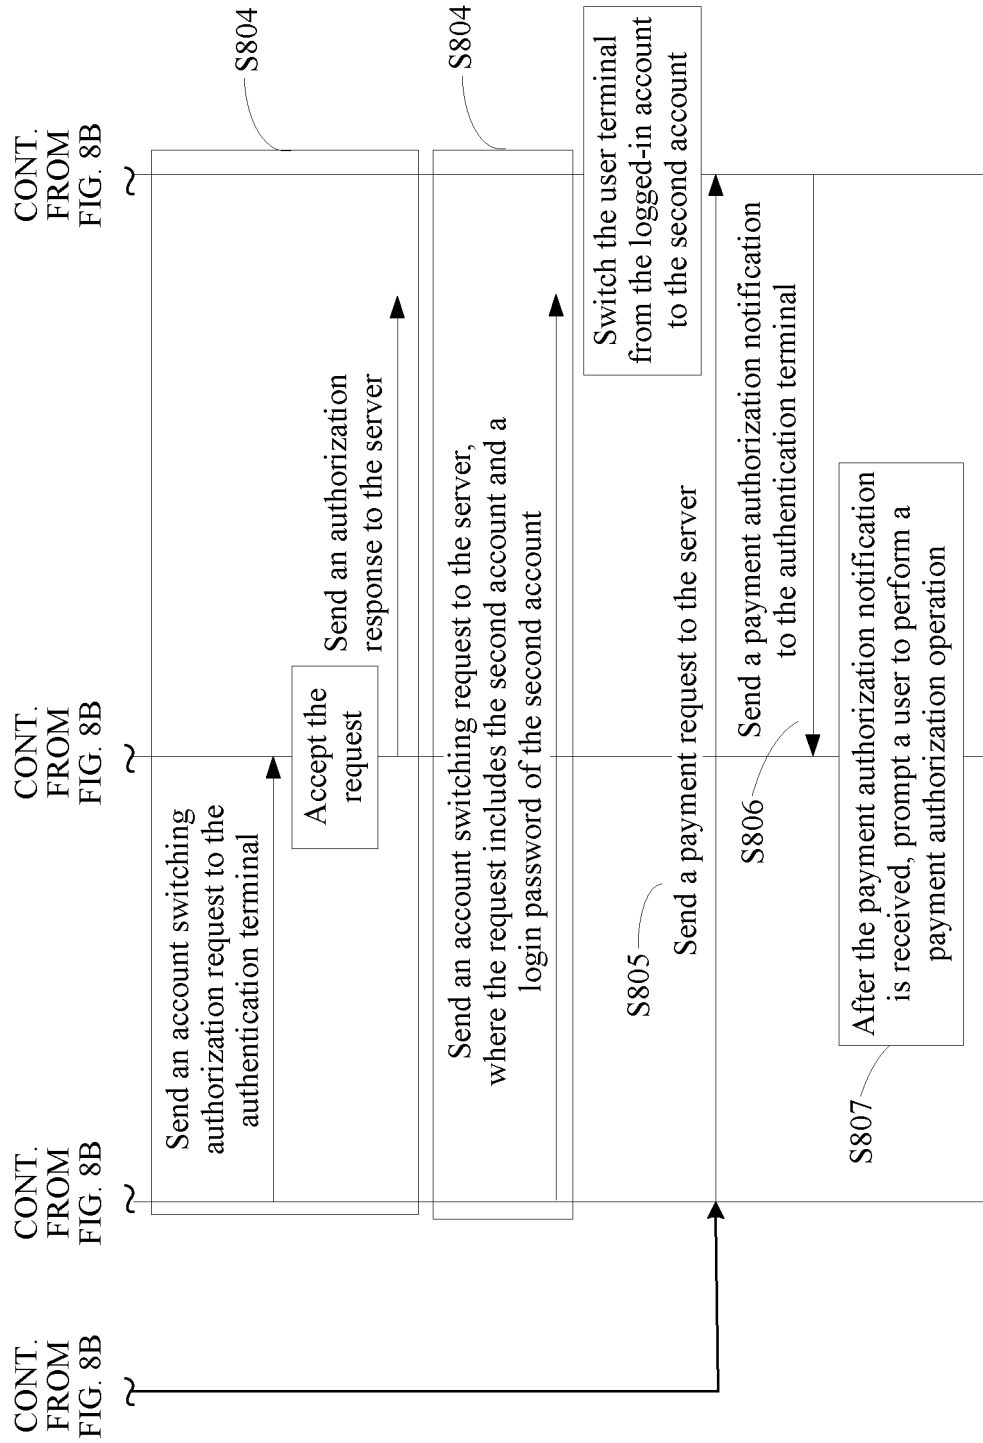 CONT.
FROM
FIG. 8B
CONT.
FROM
FIG. 8B
CONT.
FROM
FIG. 8B
CONT.
FROM
FIG. 8B
S804
Send an account switching
authorization request to the
authentication terminal
Accept the
request
Send an authorization
response to the server
S804
Send an account switching request to the server,
where the request includes the second account and a
login password of the second account
Switch the user terminal
from the logged-in account
to the second account
S805
Send a payment request to the server
S806
Send a payment authorization notification
to the authentication terminal
S807
After the payment authorization notification
is received, prompt a user to perform a
payment authorization operation